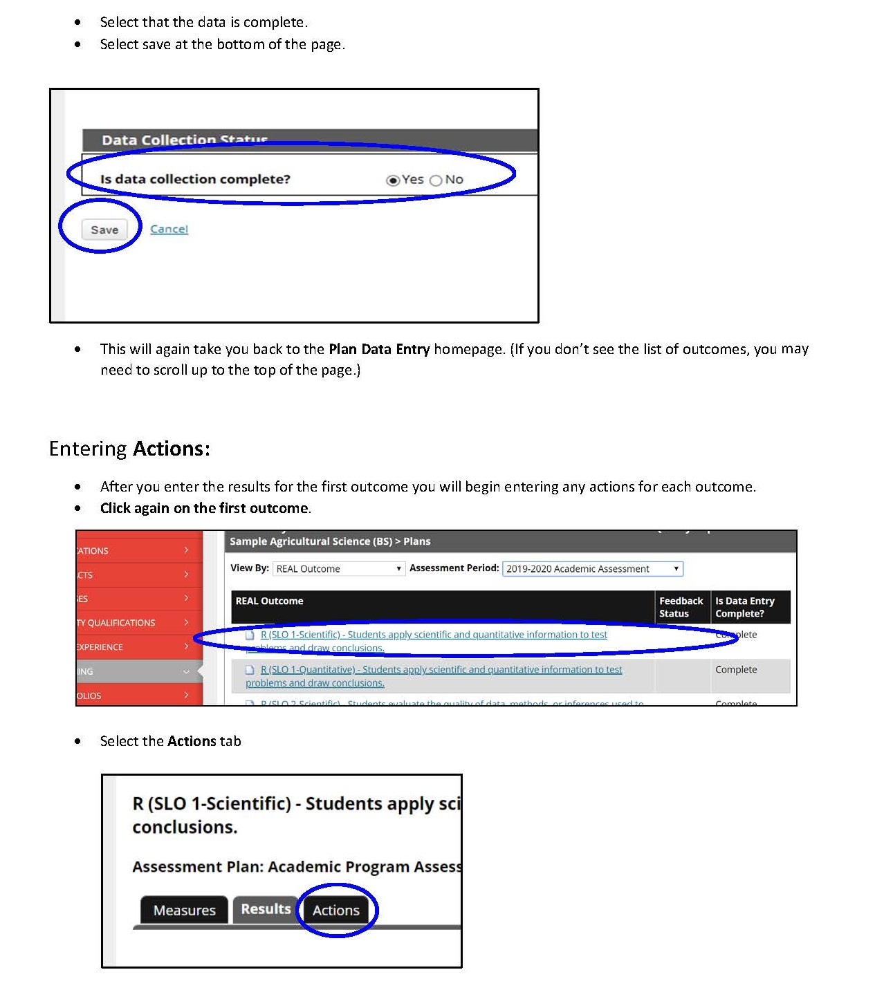 • Select that the data is complete.
• Select save at the bottom of the page.
Data Collection Status
Is data collection complete? Yes No
Save Cancel
• This will again take you back to the Plan Data Entry homepage. (If you don’t see the list of outcomes, you may
need to scroll up to the top of the page.)
Entering Actions:
• After you enter the results for the first outcome you will begin entering any actions for each outcome.
• Click again on the first outcome.
ATIONS
ACTS
SES
TY QUALIFICATIONS
EXPERIENCE
ING
OLIOS
Sample Agricultural Science (BS) > Plans
View By: REAL Outcome Assessment Period: 2019-2020 Academic Assessment
REAL Outcome
Feedback
Status
Is Data Entry
Complete?
R (SLO 1-Scientific) - Students apply scientific and quantitative information to test
problems and draw conclusions.
Complete
R (SLO 1-Quantitative) - Students apply scientific and quantitative information to test
problems and draw conclusions.
Complete
R (SLO 2-Scientific) - Students evaluate the quality of data, methods, or inferences used to
Complete
• Select the Actions tab
R (SLO 1-Scientific) - Students apply sci
conclusions.
Assessment Plan: Academic Program Assess
Measures Results Actions